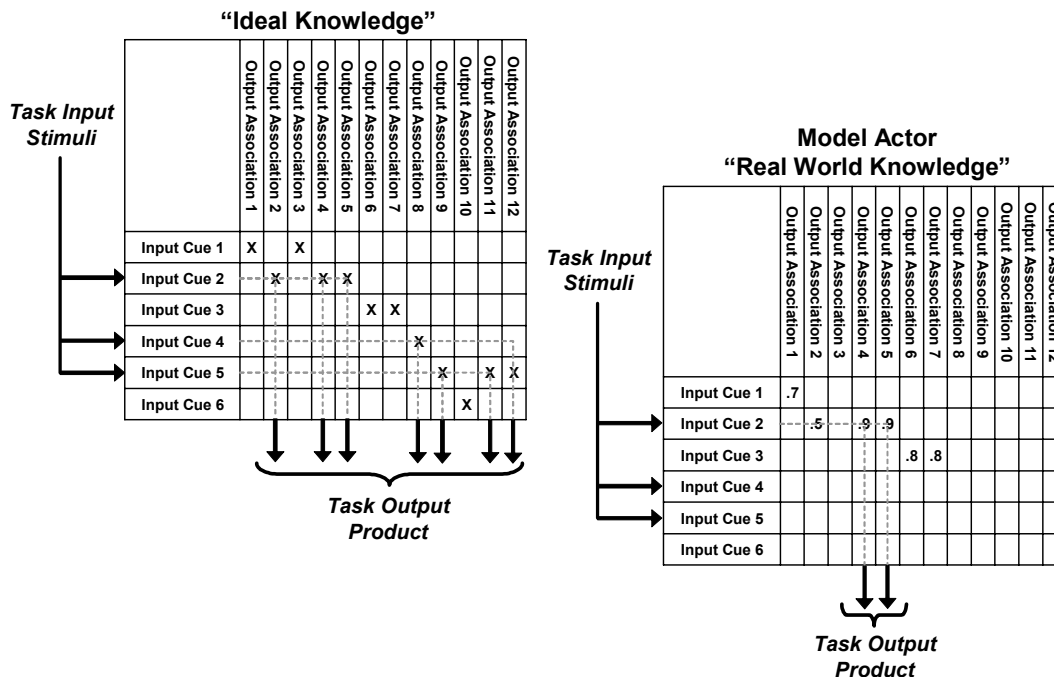 “Ideal Knowledge”
Task Input
Stimuli
Output Association 1
Output Association 2
Output Association 3
Output Association 4
Output Association 5
Output Association 6
Output Association 7
Output Association 8
Output Association 9
Output Association 10
Output Association 11
Output Association 12
Input Cue 1 X X
Input Cue 2 X X X
Input Cue 3 X X
Input Cue 4 X
Input Cue 5 X X X
Input Cue 6 X
Task Output
Product
Model Actor
“Real World Knowledge”
Task Input
Stimuli
Output Association 1
Output Association 2
Output Association 3
Output Association 4
Output Association 5
Output Association 6
Output Association 7
Output Association 8
Output Association 9
Output Association 10
Output Association 11
Output Association 12
Input Cue 1 .7
Input Cue 2 .5 .9 .9
Input Cue 3 .8 .8
Input Cue 4
Input Cue 5
Input Cue 6
Task Output
Product